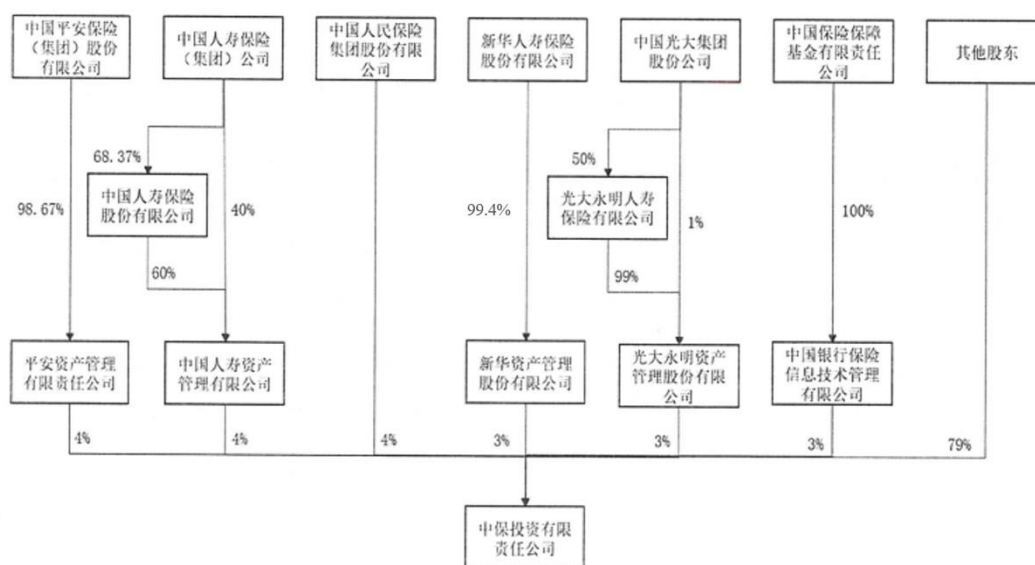 中国平安保险
（集团）股份
有限公司
中国人寿保险
（集团）公司
中国人民保险
集团股份有限
公司
新华人寿保险
股份有限公司
中国光大集团
股份公司
中国保险保障
基金有限责任
公司
其他股东
68.37%
50%
中国人寿保险
股份有限公司
光大永明人寿
保险有限公司
98.67%
40%
99.4%
1%
100%
60%
99%
平安资产管理
有限责任公司
中国人寿资产
管理有限公司
新华资产管理
股份有限公司
光大永明资产
管理股份有限
公司
中国银行保险
信息技术管理
有限公司
4%
4%
4%
3%
3%
3%
79%
中保投资有限
责任公司